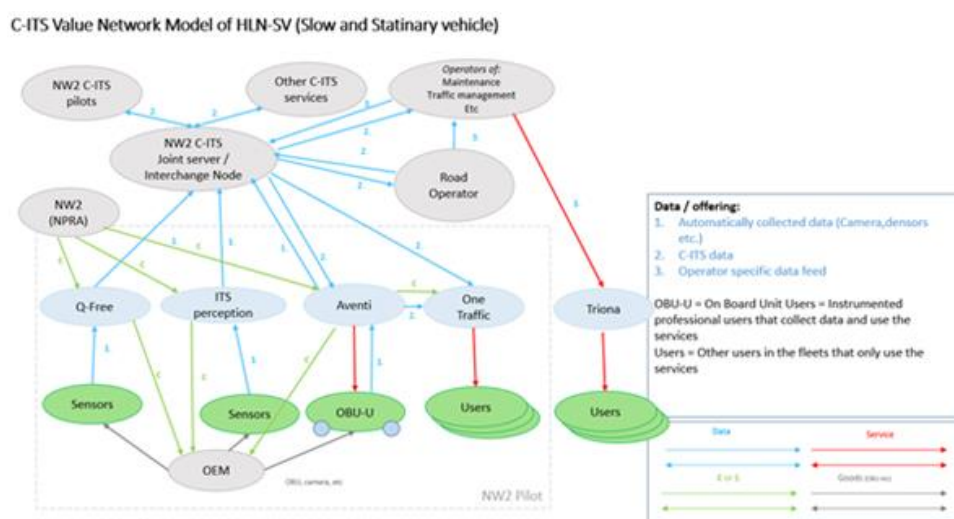 C-ITS Value Network Model of HLN-SV (Slow and Statinary vehicle)
NW2 C-ITS
pilots
Other C-ITS
services
Operators of:
Maintenance
Traffic management
Etc
NW2 C-ITS
Joint server /
Interchange Node
Road
Operator
NW2
(NPRA)
Q-Free
ITS
perception
Aventi
One
Traffic
Triona
Sensors
Sensors
OBU-U
Users
Users
OEM
OBU, camera, etc
NW2 Pilot
Data / offering:
1. Automatically collected data (Camera,densors
etc.)
2. C-ITS data
3. Operator specific data feed
OBU-U = On Board Unit Users = Instrumented
professional users that collect data and use the
services
Users = Other users in the fleets that only use the
services
Data
Service
Goods